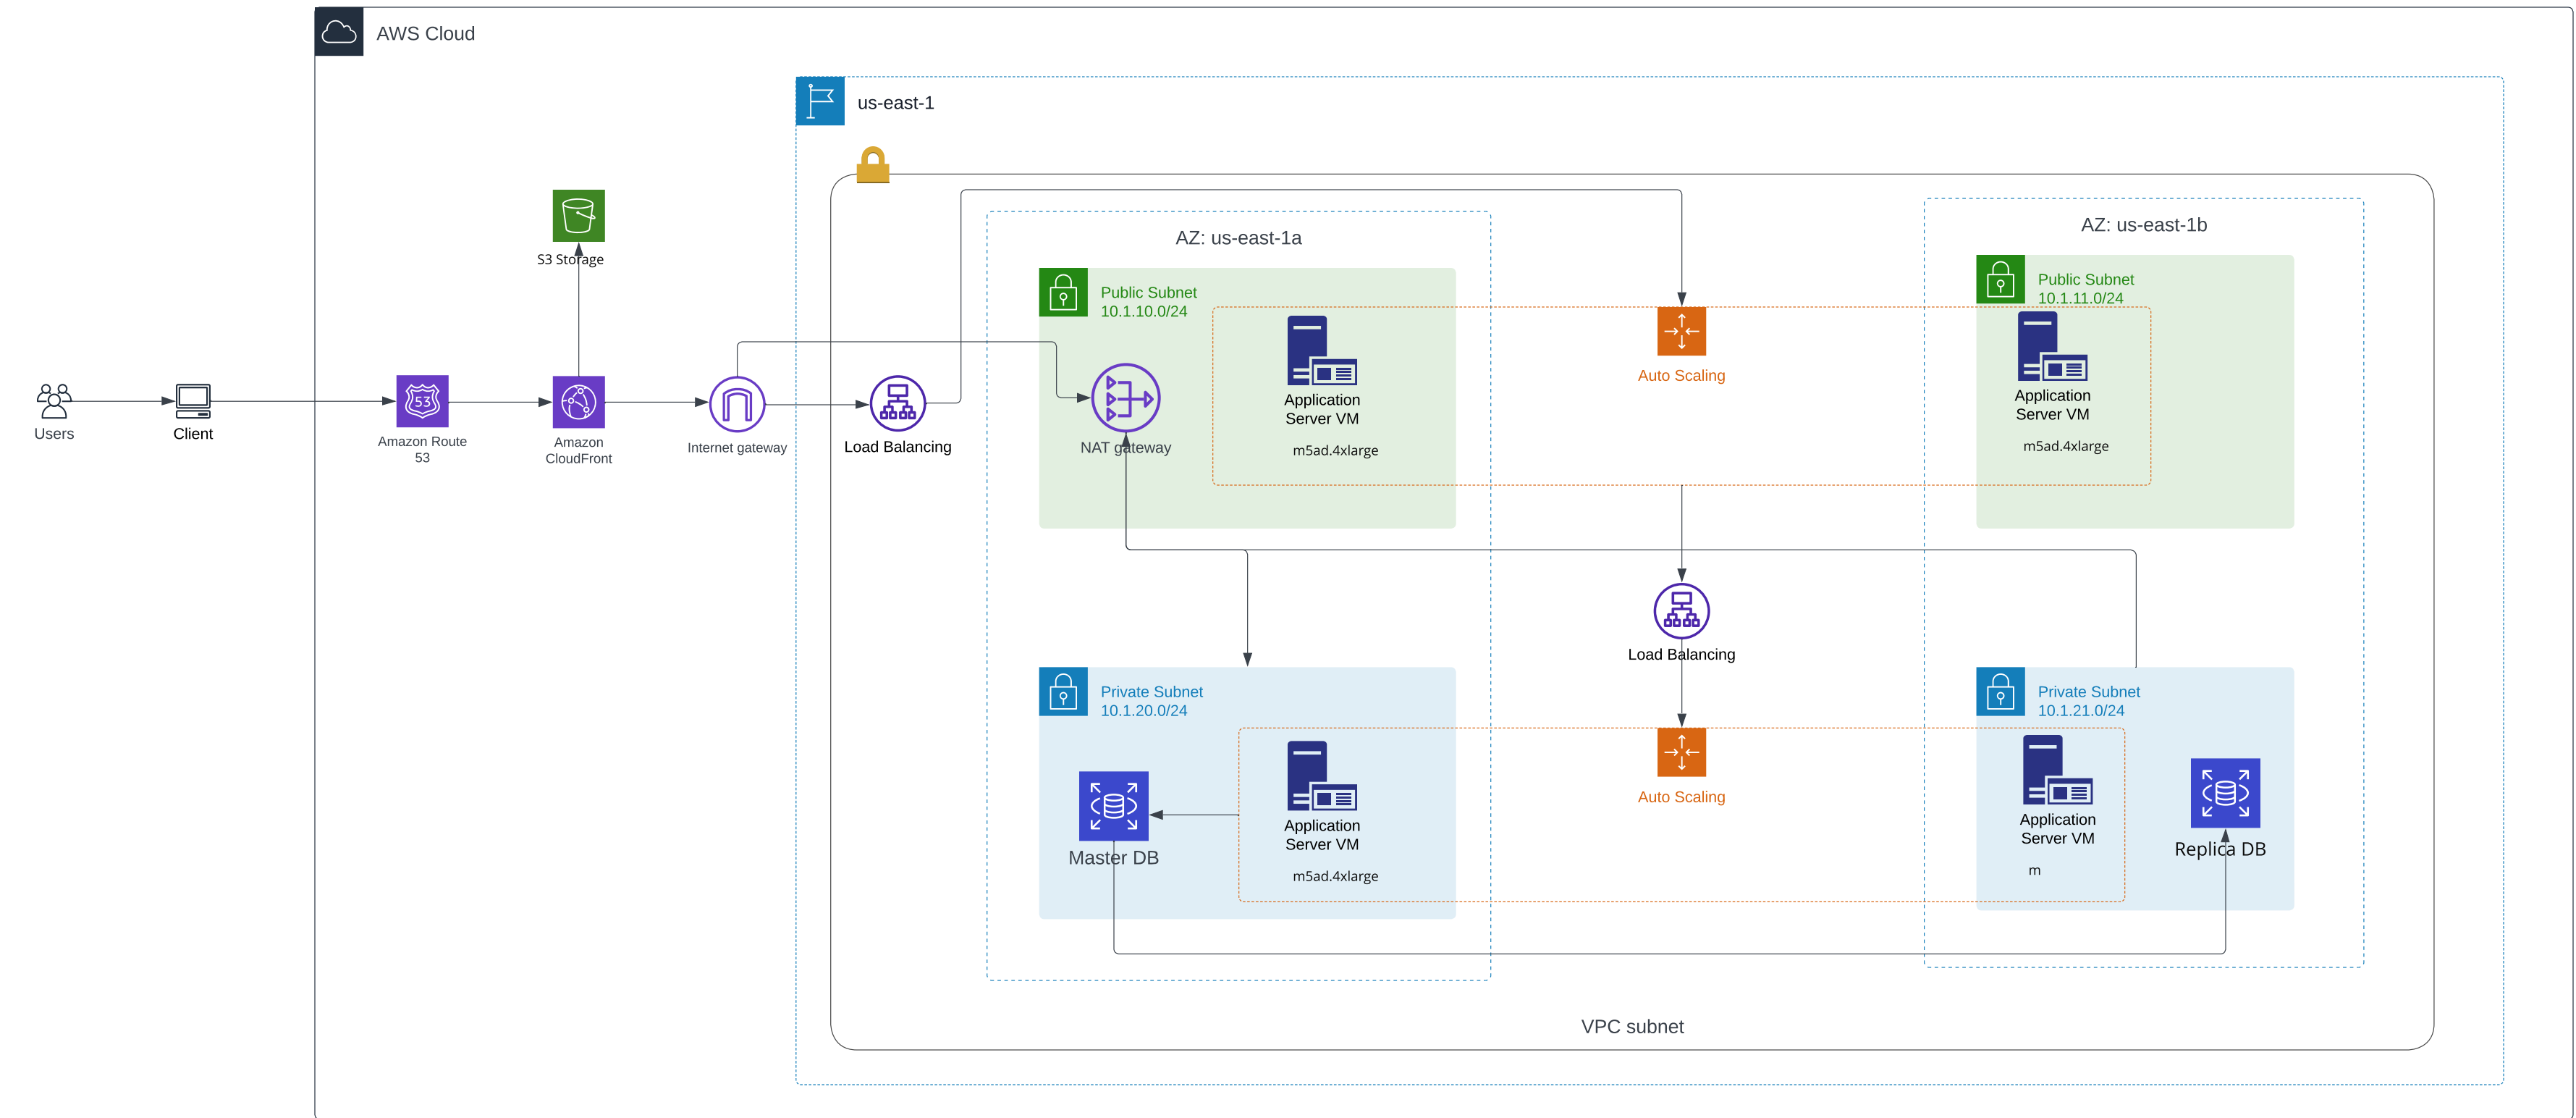 AWS Cloud
us-east-1
AZ: us-east-1a
AZ: us-east-1b
S3 Storage
Public Subnet
10.1.10.0/24
Public Subnet
10.1.11.0/24
Auto Scaling
Users
Client
53
Amazon Route
53
Amazon
CloudFront
Internet gateway
Load Balancing
NAT gateway
Application
Server VM
m5ad.4xlarge
Application
Server VM
m5ad.4xlarge
Load Balancing
Private Subnet
10.1.20.0/24
Private Subnet
10.1.21.0/24
Auto Scaling
Master DB
Application
Server VM
m5ad.4xlarge
Application
Server VM
m
Replica DB
VPC subnet